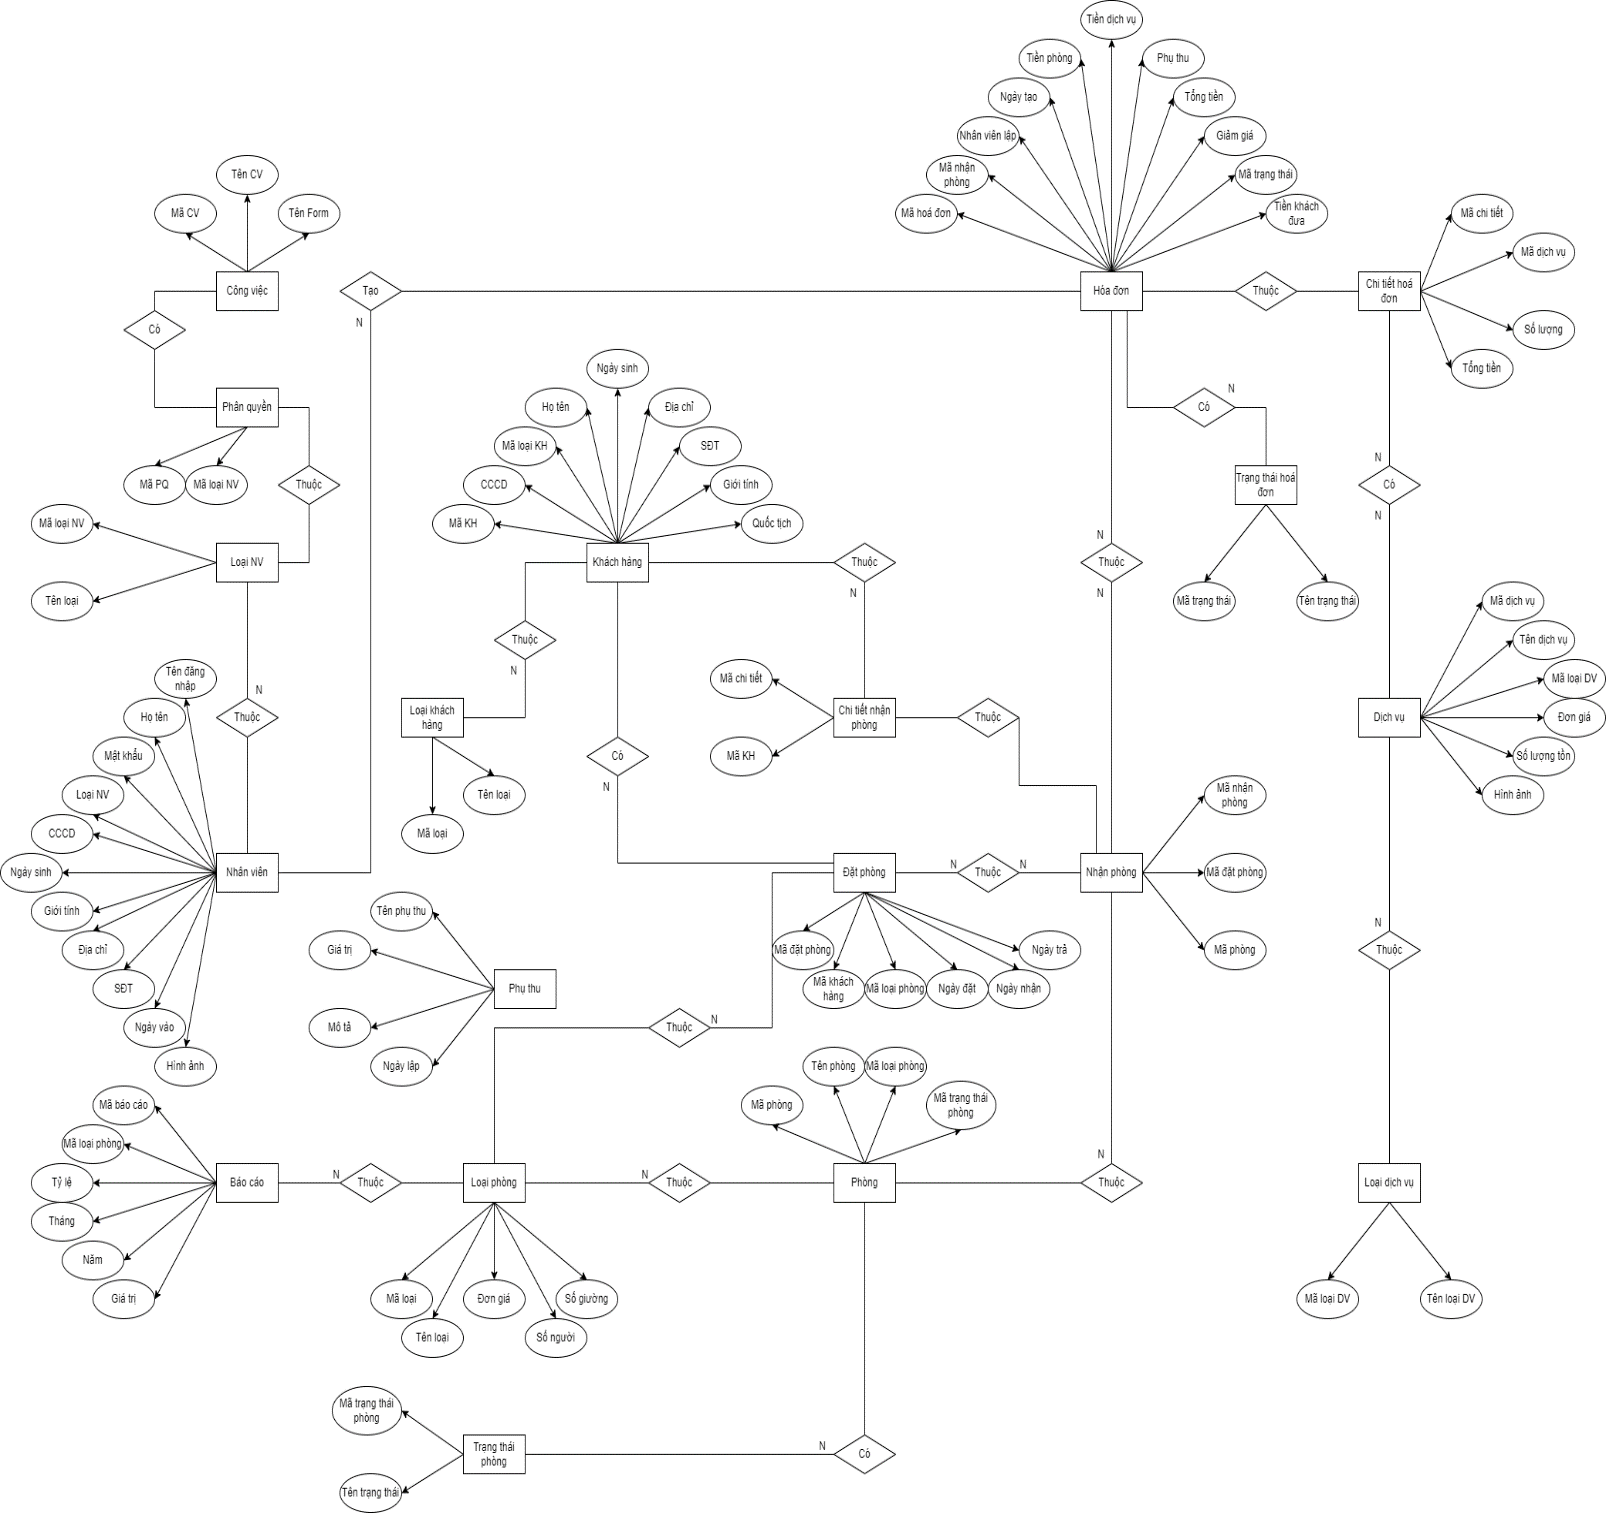 Tiền dịch vụ
Tiền phòng
Phụ thu
Ngày tạo
Tổng tiền
Nhân viên lập
Giảm giá
Mã nhận
phòng
Mã trạng thái
Mã hoá đơn
Tiền khách
đưa
Tên CV
Mã CV
Tên Form
Mã chi tiết
Mã dịch vụ
Công việc
Tạo
Hóa đơn
Thuộc
Chi tiết hoá
đơn
N
Có
Số lượng
Tổng tiền
Ngày sinh
Họ tên
Địa chỉ
Phân quyền
N
Có
Mã loại KH
SĐT
N
Mã PQ
Mã loại NV
Thuộc
CCCD
Giới tính
Trạng thái hoá
đơn
Có
N
Mã loại NV
Mã KH
Quốc tịch
N
Loại NV
Khách hàng
Thuộc
Thuộc
N
N
Tên loại
Mã trạng thái
Tên trạng thái
Mã dịch vụ
Thuộc
N
Tên dịch vụ
Tên đăng
nhập
N
Mã chi tiết
Mã loại DV
Họ tên
Thuộc
Loại khách
hàng
Chi tiết nhận
phòng
Thuộc
Dịch vụ
Đơn giá
Mật khẩu
Có
Mã KH
Số lượng tồn
N
Loại NV
Tên loại
Mã nhận
phòng
Hình ảnh
CCCD
Mã loại
Ngày sinh
Nhân viên
Đặt phòng
N
Thuộc
N
Nhận phòng
Mã đặt phòng
Giới tính
Tên phụ thu
N
Địa chỉ
Giá trị
Mã đặt phòng
Ngày trả
Mã phòng
Thuộc
SĐT
Phụ thu
Mã khách
hàng
Mã loại phòng
Ngày đặt
Ngày nhận
Ngày vào
Mô tả
Thuộc
N
Hình ảnh
Ngày lập
Tên phòng
Mã loại phòng
Mã báo cáo
Mã phòng
Mã trạng thái
phòng
Mã loại phòng
N
Tỷ lệ
Báo cáo
N
Thuộc
Loại phòng
N
Thuộc
Phòng
Thuộc
Loại dịch vụ
Tháng
Năm
Giá trị
Mã loại
Đơn giá
Số giường
Mã loại DV
Tên loại DV
Tên loại
Số người
Mã trạng thái
phòng
Trạng thái
phòng
N
Có
Tên trạng thái